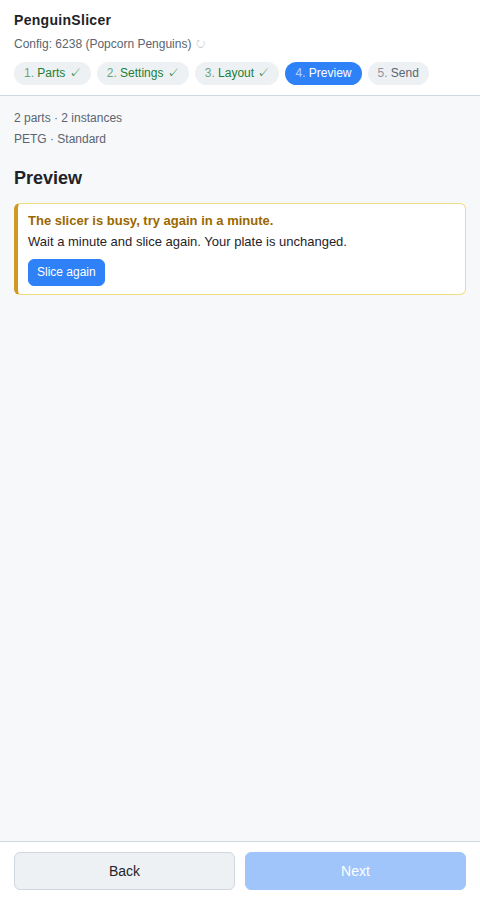 PenguinSlicer
Config: 6238 (Popcorn Penguins) ↻
1. Parts ✓ 2. Settings ✓ 3. Layout ✓ 4. Preview 5. Send
2 parts · 2 instances
PETG · Standard
Preview
The slicer is busy, try again in a minute.
Wait a minute and slice again. Your plate is unchanged.
Slice again
Back Next